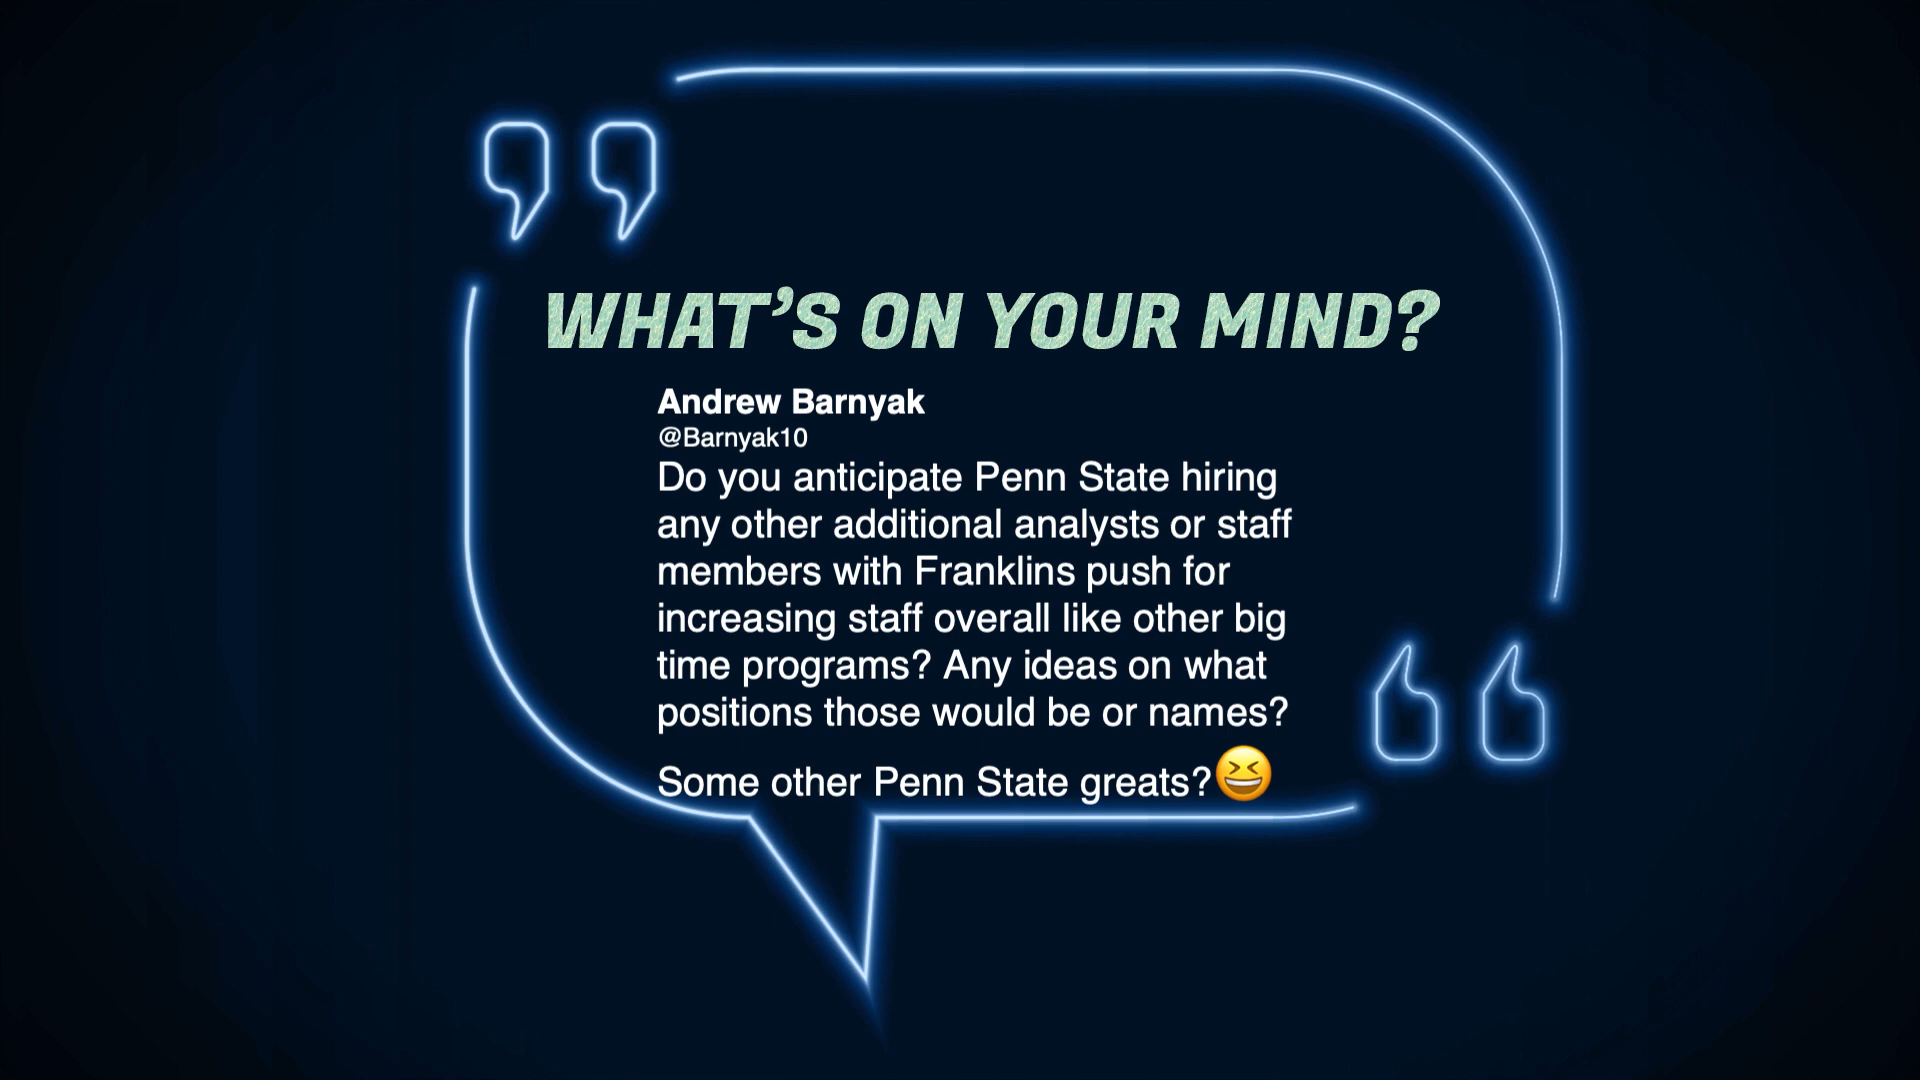 WHAT'S ON YOUR MIND?
Andrew Barnyak
@Barnyak10
Do you anticipate Penn State hiring
any other additional analysts or staff
members with Franklins push for
increasing staff overall like other big
time programs? Any ideas on what
positions those would be or names?
Some other Penn State greats?😆